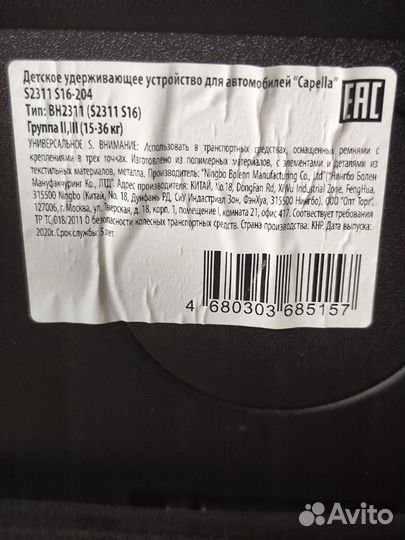 Детское удерживающее устройство для автомобилей "Capella"
S2311 S16-204
Тип: BH2311 (S2311 S16)
Группа II,III (15-36 кг)
EAC
УНИВЕРСАЛЬНОЕ S. ВНИМАНИЕ: Использовать в транспортных средствах, оснащенных ремнями с
креплениями в трех точках. Изготовлено из полимерных материалов, с элементами и деталями из
текстильных материалов, металла. Производитель: "Ningbo Bolenn Manufacturing Co., Ltd" ("Нингбо Болен
Мануфэкчуринг Ко., ЛТД". Адрес производителя: КИТАЙ, No.18, DongFan Rd, Xi Wu Industrial Zone, FengHua,
315500 Ningbo (Китай, No. 18, Дунфань РД, СиУ Индастриал Зон, ФэнХуа, 315500 Нингбо), ООО "Опт Торг",
127006, г. Москва, ул. Тверская, д. 18, корп. 1, помещение I, комната 21, офис 417. Соответствует требования
ТР ТС 018/2011 О безопасности колесных транспортных средств. Страна производства: КНР. Дата выпуска:
2020г. Срок службы: 5 лет.
4 680303 685157
Avito